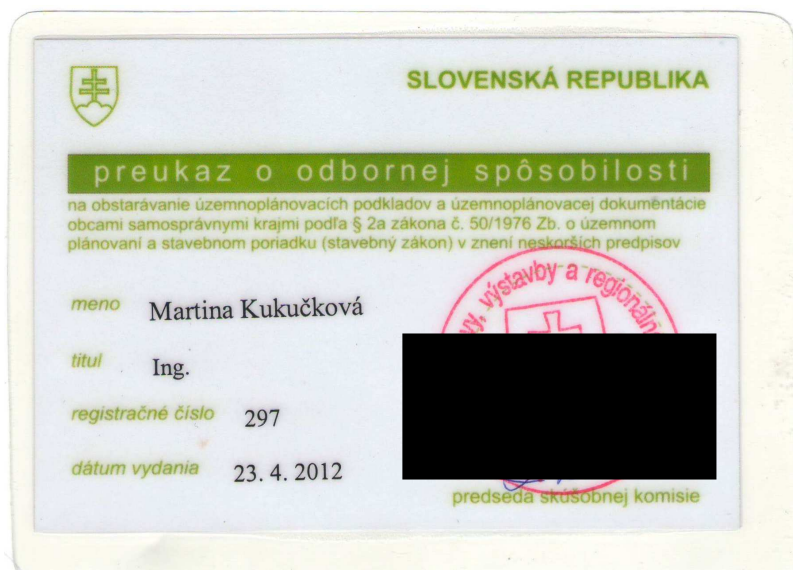 SLOVENSKÁ REPUBLIKA
preukaz o odbornej spôsobilosti
na obstarávanie územnoplánovacích podkladov a územnoplánovacej dokumentácie
obcami samosprávnymi krajmi podľa § 2a zákona č. 50/1976 Zb. o územnom
plánovaní a stavebnom poriadku (stavebný zákon) v znení neskorších predpisov
výstavby a regionáln
meno Martina Kukučková
titul Ing.
registračné číslo 297
dátum vydania 23. 4. 2012
predseda skúšobnej komisie